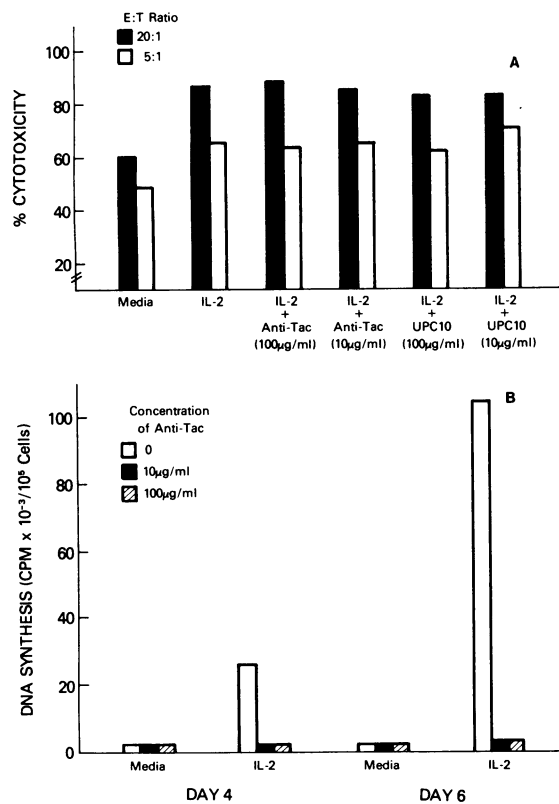 E:T Ratio
20:1
5:1
A
% CYTOTOXICITY
100
80
60
40
20
Media
IL-2
IL-2
+
Anti-Tac
(100µg/ml)
IL-2
+
Anti-Tac
(10µg/ml)
IL-2
+
UPC10
(100µg/ml)
IL-2
+
UPC10
(10µg/ml)
B
Concentration
of Anti-Tac
0
10µg/ml
100µg/ml
DNA SYNTHESIS (CPM x 10⁻³/10⁵ Cells)
100
80
60
40
20
0
Media
IL-2
Media
IL-2
DAY 4
DAY 6